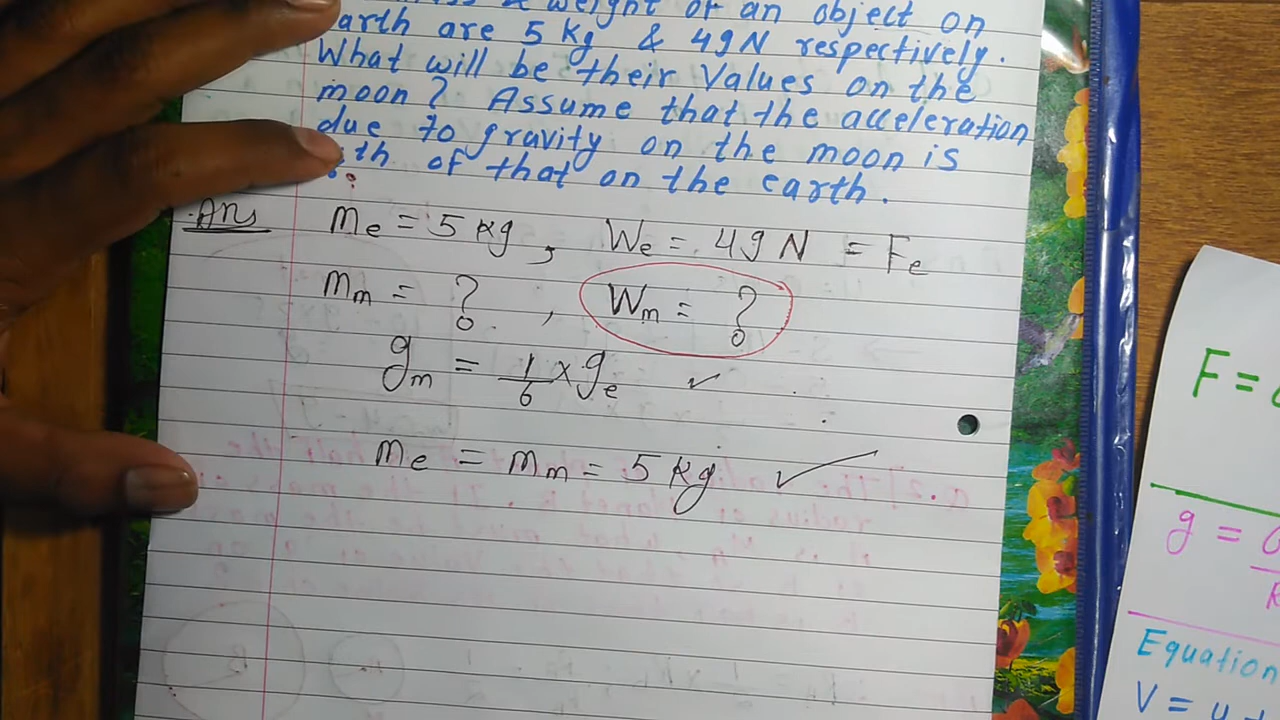 weight of an object on
earth are 5 kg & 49N respectively.
What will be their Values on the
moon? Assume that the acceleration
due to gravity on the moon is
th of that on the earth.
Ans me = 5 kg, We = 49 N = Fe
mm = ?, Wm = ?
gm = 1/6 x ge ✓
me = mm = 5 kg ✓
F =
g =
Equation
V = u +